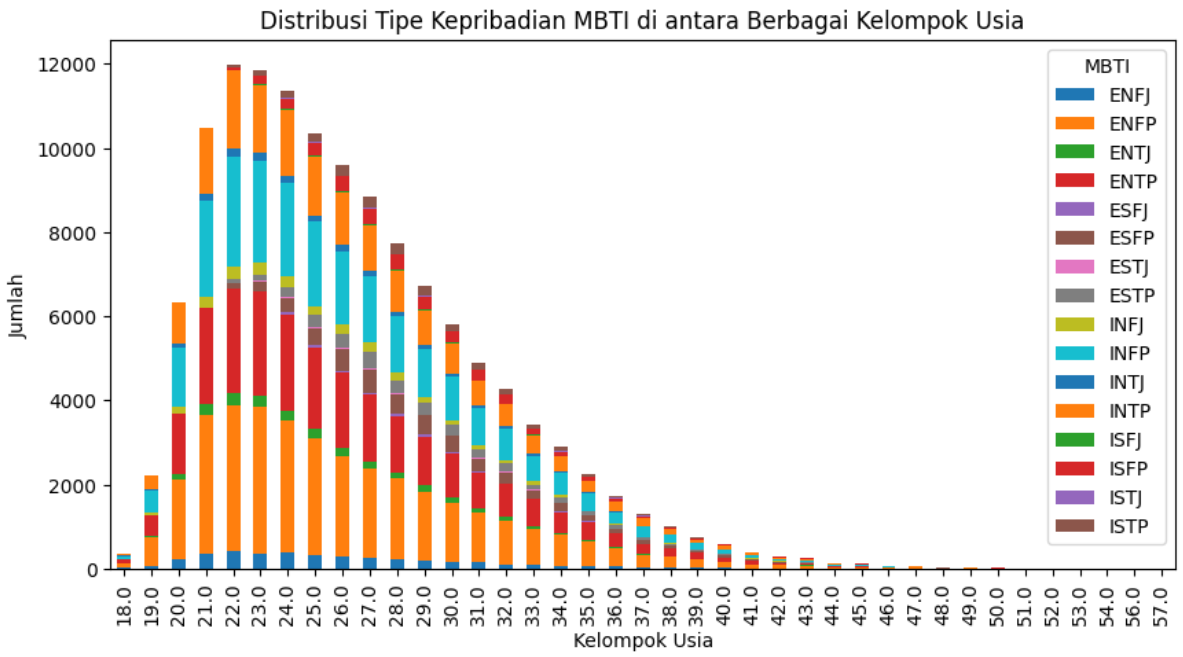 Distribusi Tipe Kepribadian MBTI di antara Berbagai Kelompok Usia
12000
10000
8000
6000
4000
2000
0
Jumlah
MBTI
ENFJ
ENFP
ENTJ
ENTP
ESFJ
ESFP
ESTJ
ESTP
INFJ
INFP
INTJ
INTP
ISFJ
ISFP
ISTJ
ISTP
18.0 19.0 20.0 21.0 22.0 23.0 24.0 25.0 26.0 27.0 28.0 29.0 30.0 31.0 32.0 33.0 34.0 35.0 36.0 37.0 38.0 39.0 40.0 41.0 42.0 43.0 44.0 45.0 46.0 47.0 48.0 49.0 50.0 51.0 52.0 53.0 54.0 56.0 57.0
Kelompok Usia